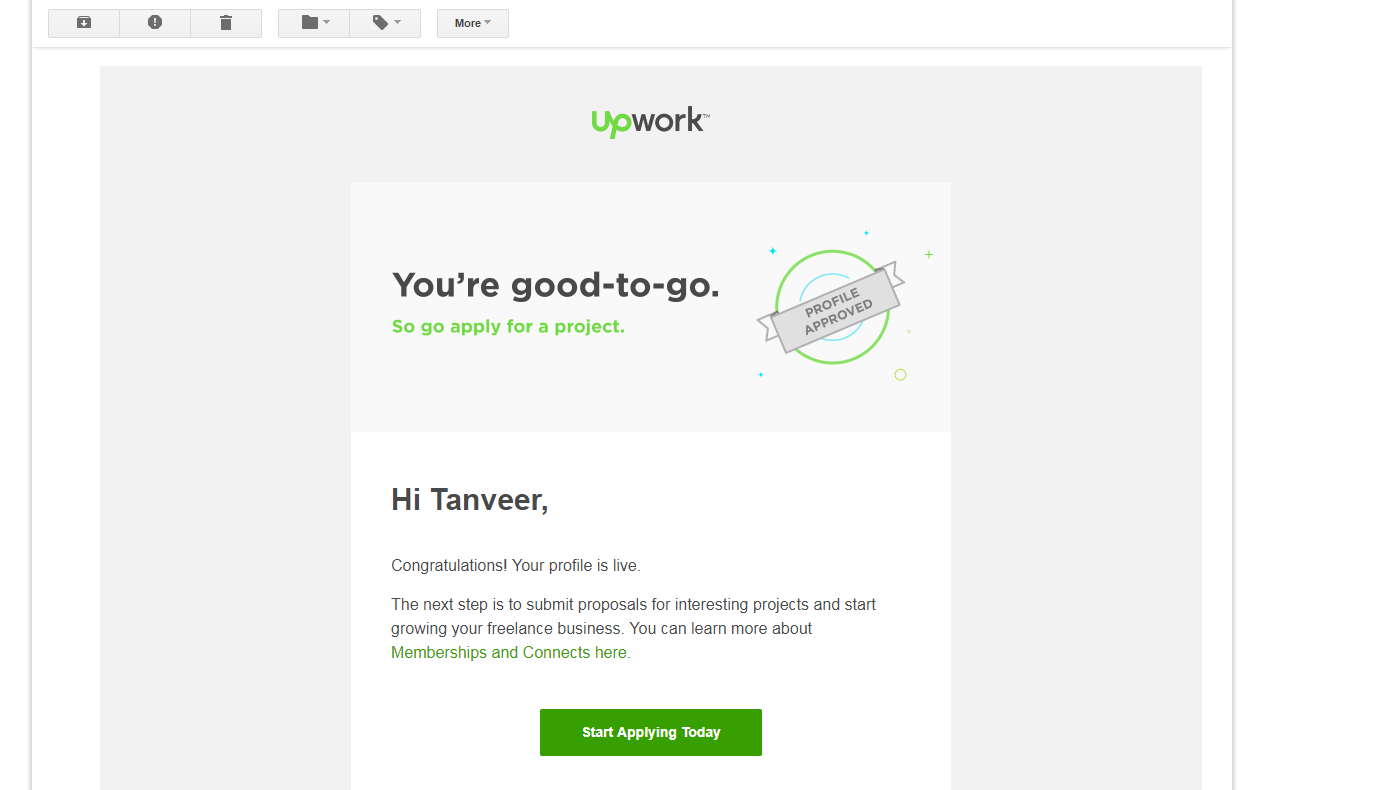 More
upwork™
You're good-to-go.
So go apply for a project.
PROFILE
APPROVED
Hi Tanveer,
Congratulations! Your profile is live.
The next step is to submit proposals for interesting projects and start
growing your freelance business. You can learn more about
Memberships and Connects here.
Start Applying Today